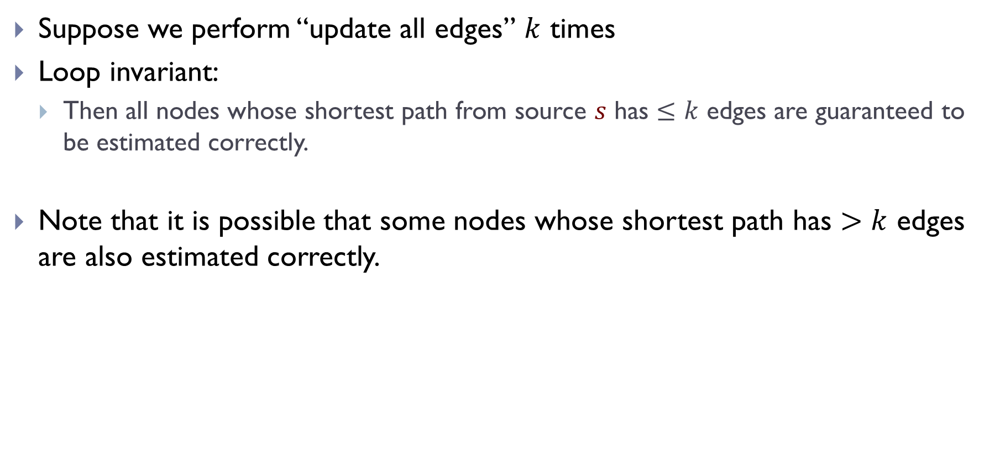 Suppose we perform “update all edges” k times
Loop invariant:
Then all nodes whose shortest path from source s has ≤ k edges are guaranteed to
be estimated correctly.
Note that it is possible that some nodes whose shortest path has > k edges
are also estimated correctly.